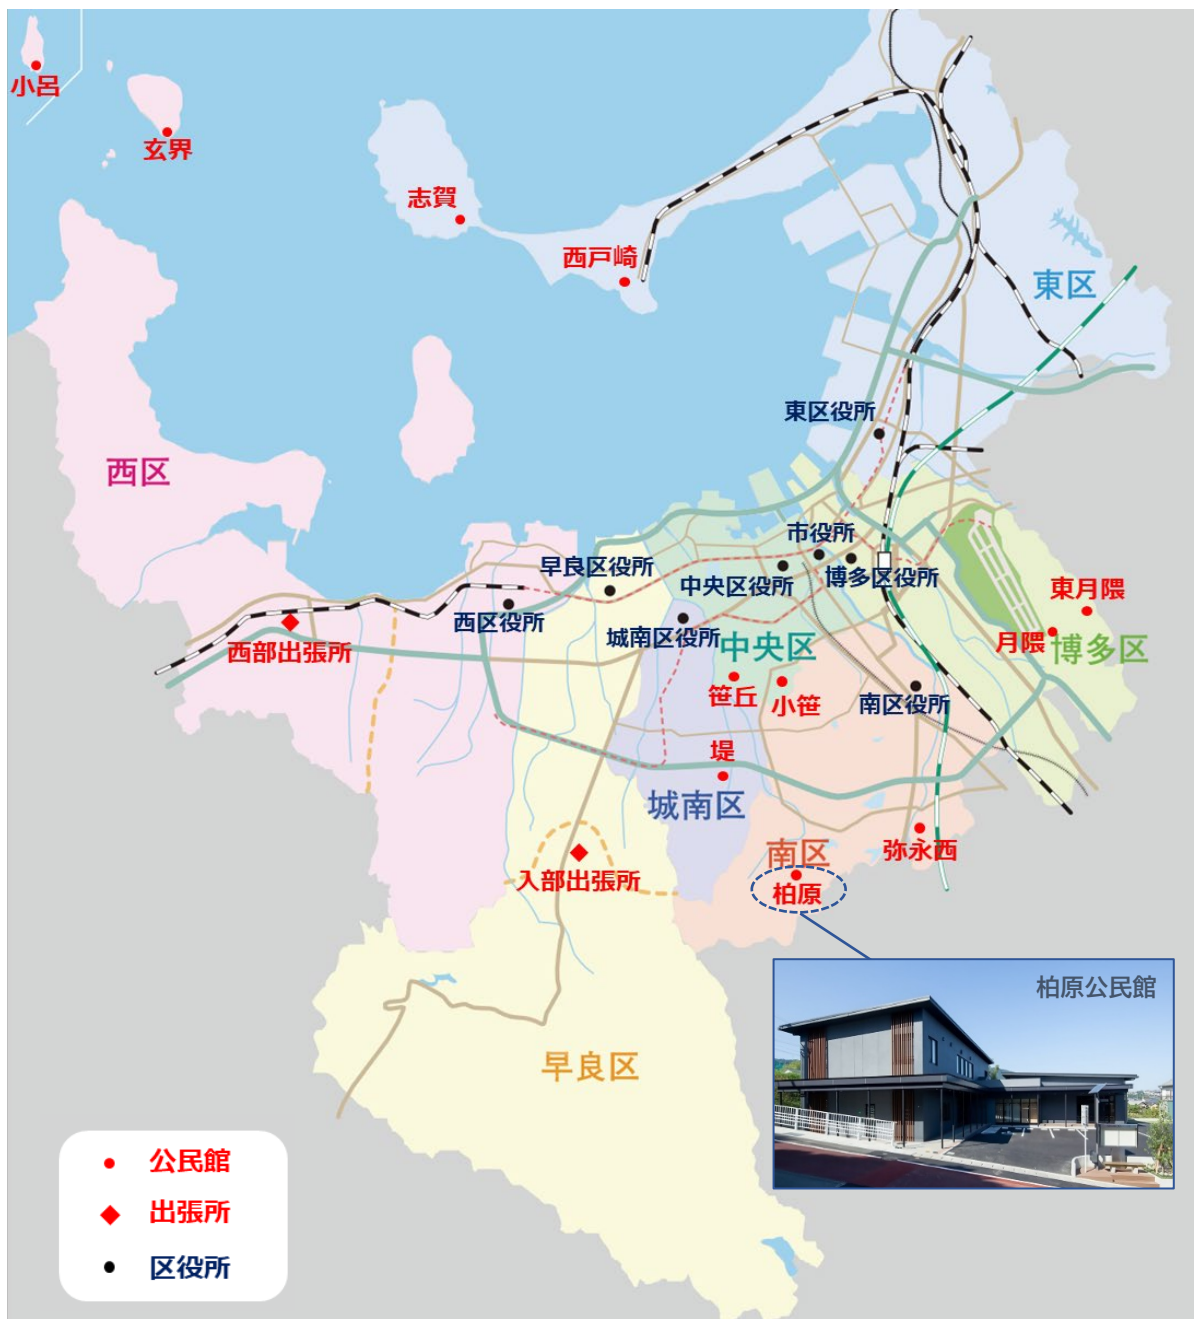 小呂
玄界
志賀
西戸崎
東区
東区役所
西区
市役所
早良区役所
中央区役所
博多区役所
東月隈
西区役所
城南区役所
月隈
博多区
西部出張所
中央区
笹丘
小笹
南区役所
堤
城南区
南区
弥永西
入部出張所
柏原
柏原公民館
早良区
公民館
出張所
区役所